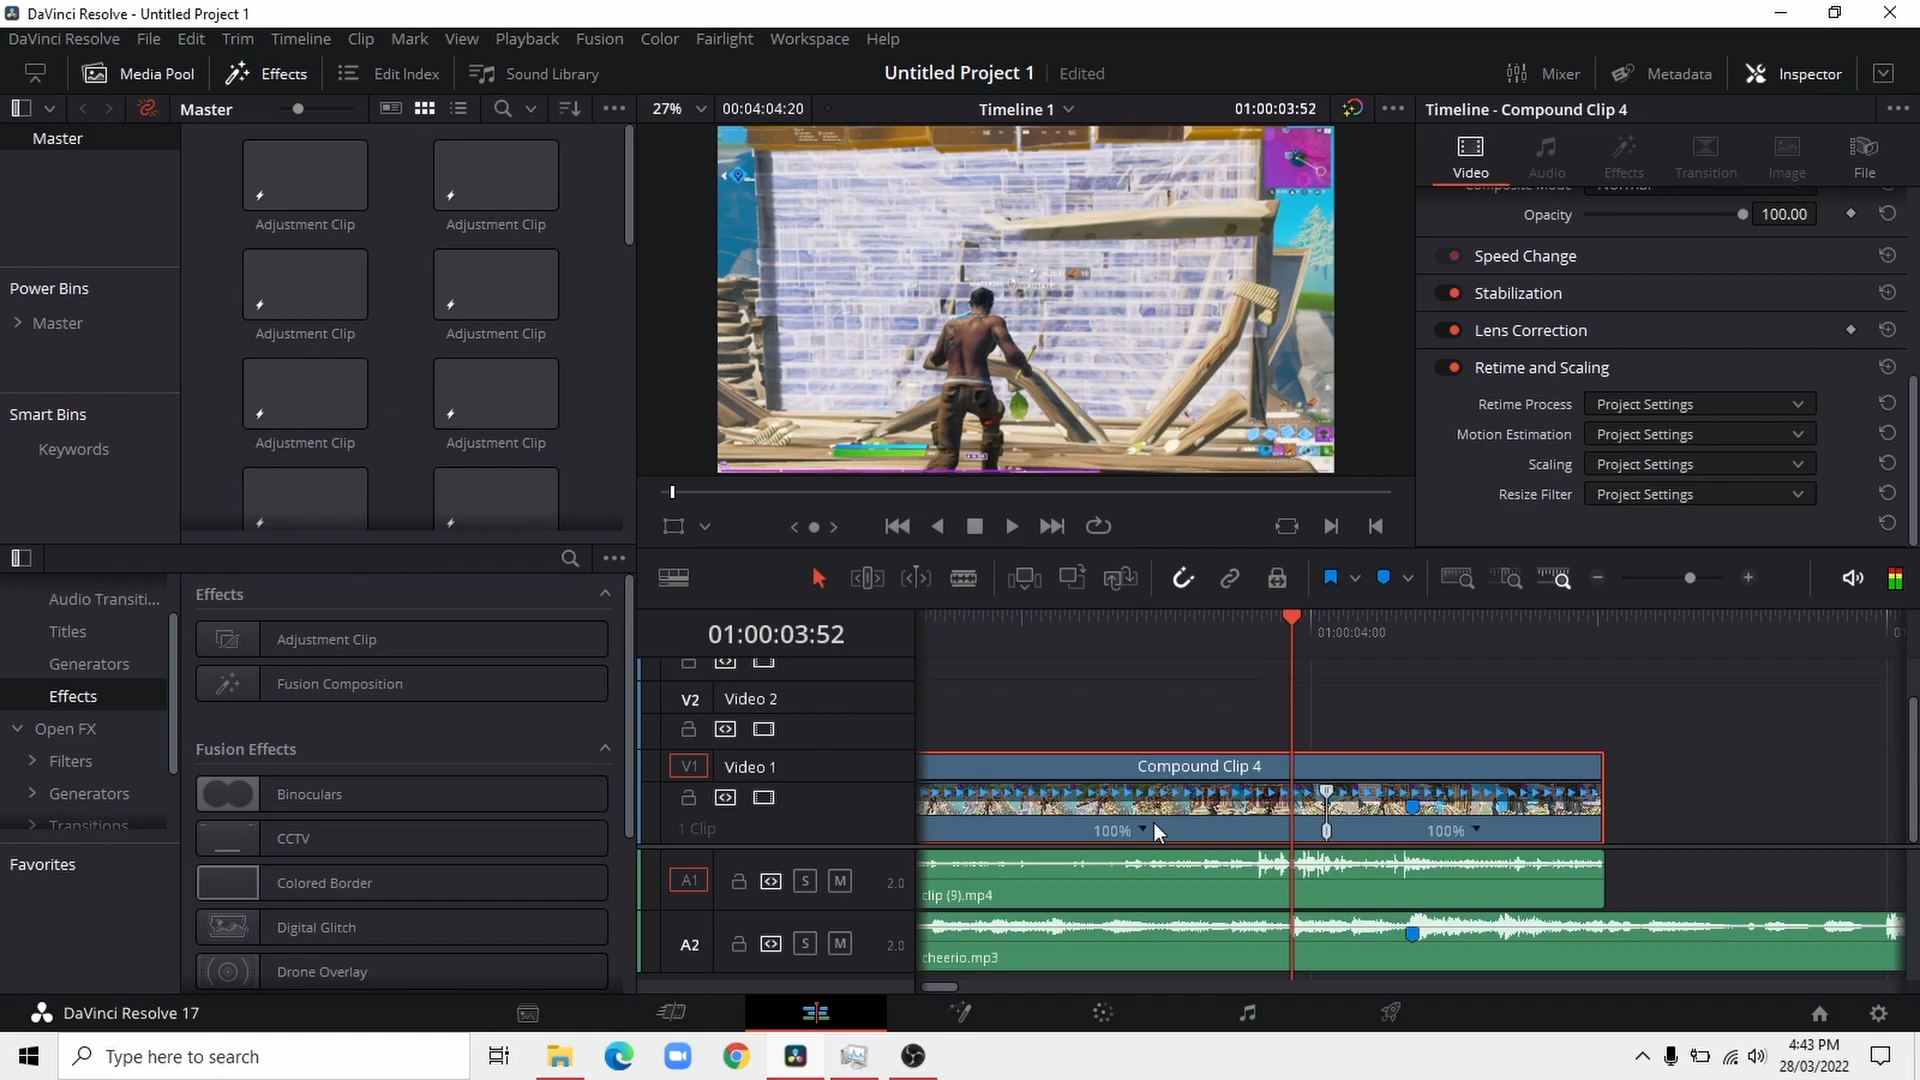 DaVinci Resolve - Untitled Project 1
DaVinci Resolve File Edit Trim Timeline Clip Mark View Playback Fusion Color Fairlight Workspace Help
Media Pool Effects Edit Index Sound Library Untitled Project 1 Edited Mixer Metadata Inspector
Master 27% 00:04:04:20 Timeline 1 01:00:03:52 Timeline - Compound Clip 4
Master
Power Bins
Master
Smart Bins
Keywords
Adjustment Clip Adjustment Clip
Adjustment Clip Adjustment Clip
Adjustment Clip Adjustment Clip
Video Audio Effects Transition Image File
Composite Mode Normal
Opacity 100.00
Speed Change
Stabilization
Lens Correction
Retime and Scaling
Retime Process Project Settings
Motion Estimation Project Settings
Scaling Project Settings
Resize Filter Project Settings
Audio Transiti...
Titles
Generators
Effects
Open FX
Filters
Generators
Transitions
Favorites
Effects
Adjustment Clip
Fusion Composition
Fusion Effects
Binoculars
CCTV
Colored Border
Digital Glitch
Drone Overlay
01:00:03:52 01:00:04:00
V2 Video 2
V1 Video 1 Compound Clip 4
1 Clip 100% 100%
A1 S M 2.0
clip (9).mp4
A2 S M 2.0
cheerio.mp3
DaVinci Resolve 17
Type here to search
4:43 PM
28/03/2022